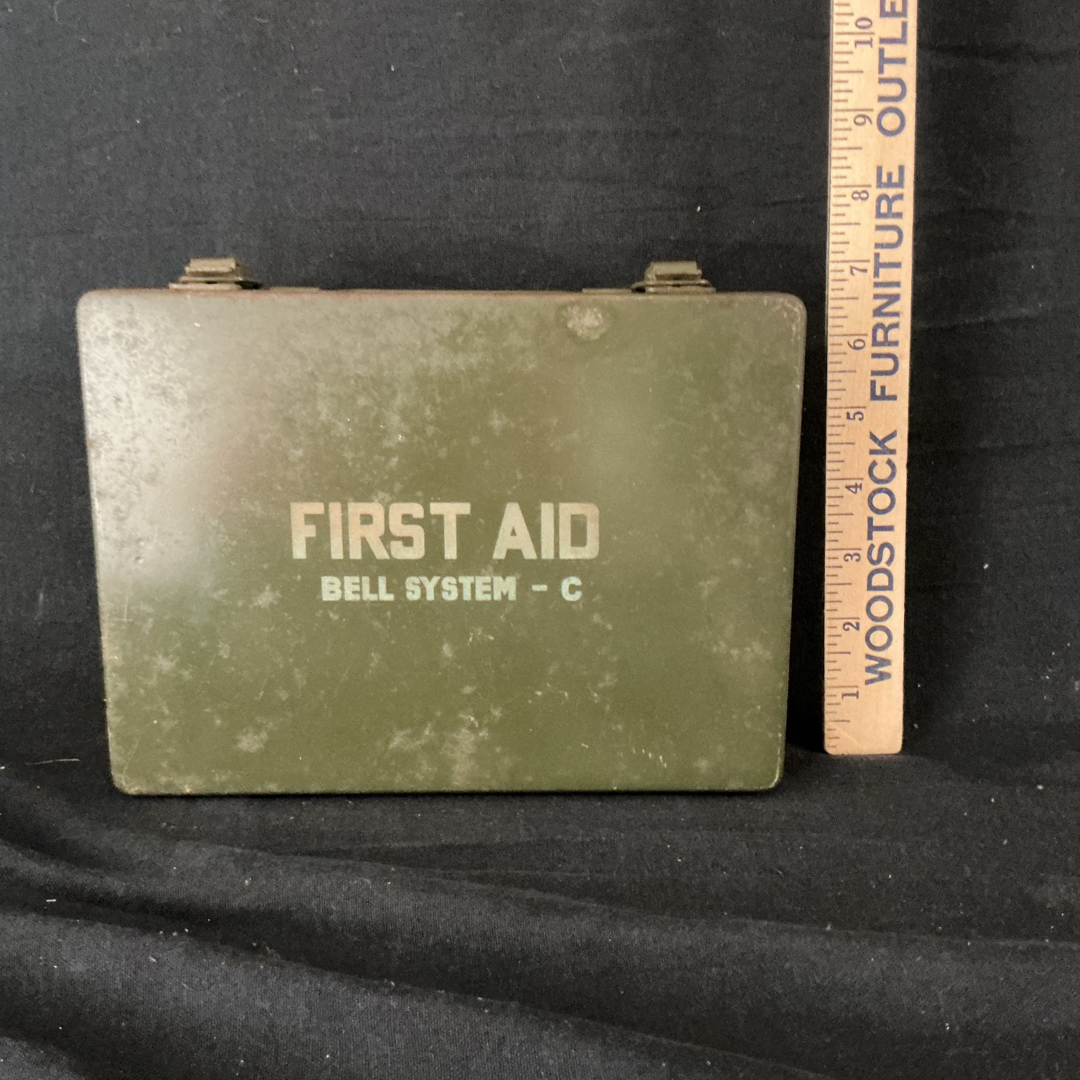 FIRST AID
BELL SYSTEM - C
WOODSTOCK FURNITURE OUTLE
1 2 3 4 5 6 7 8 9 10